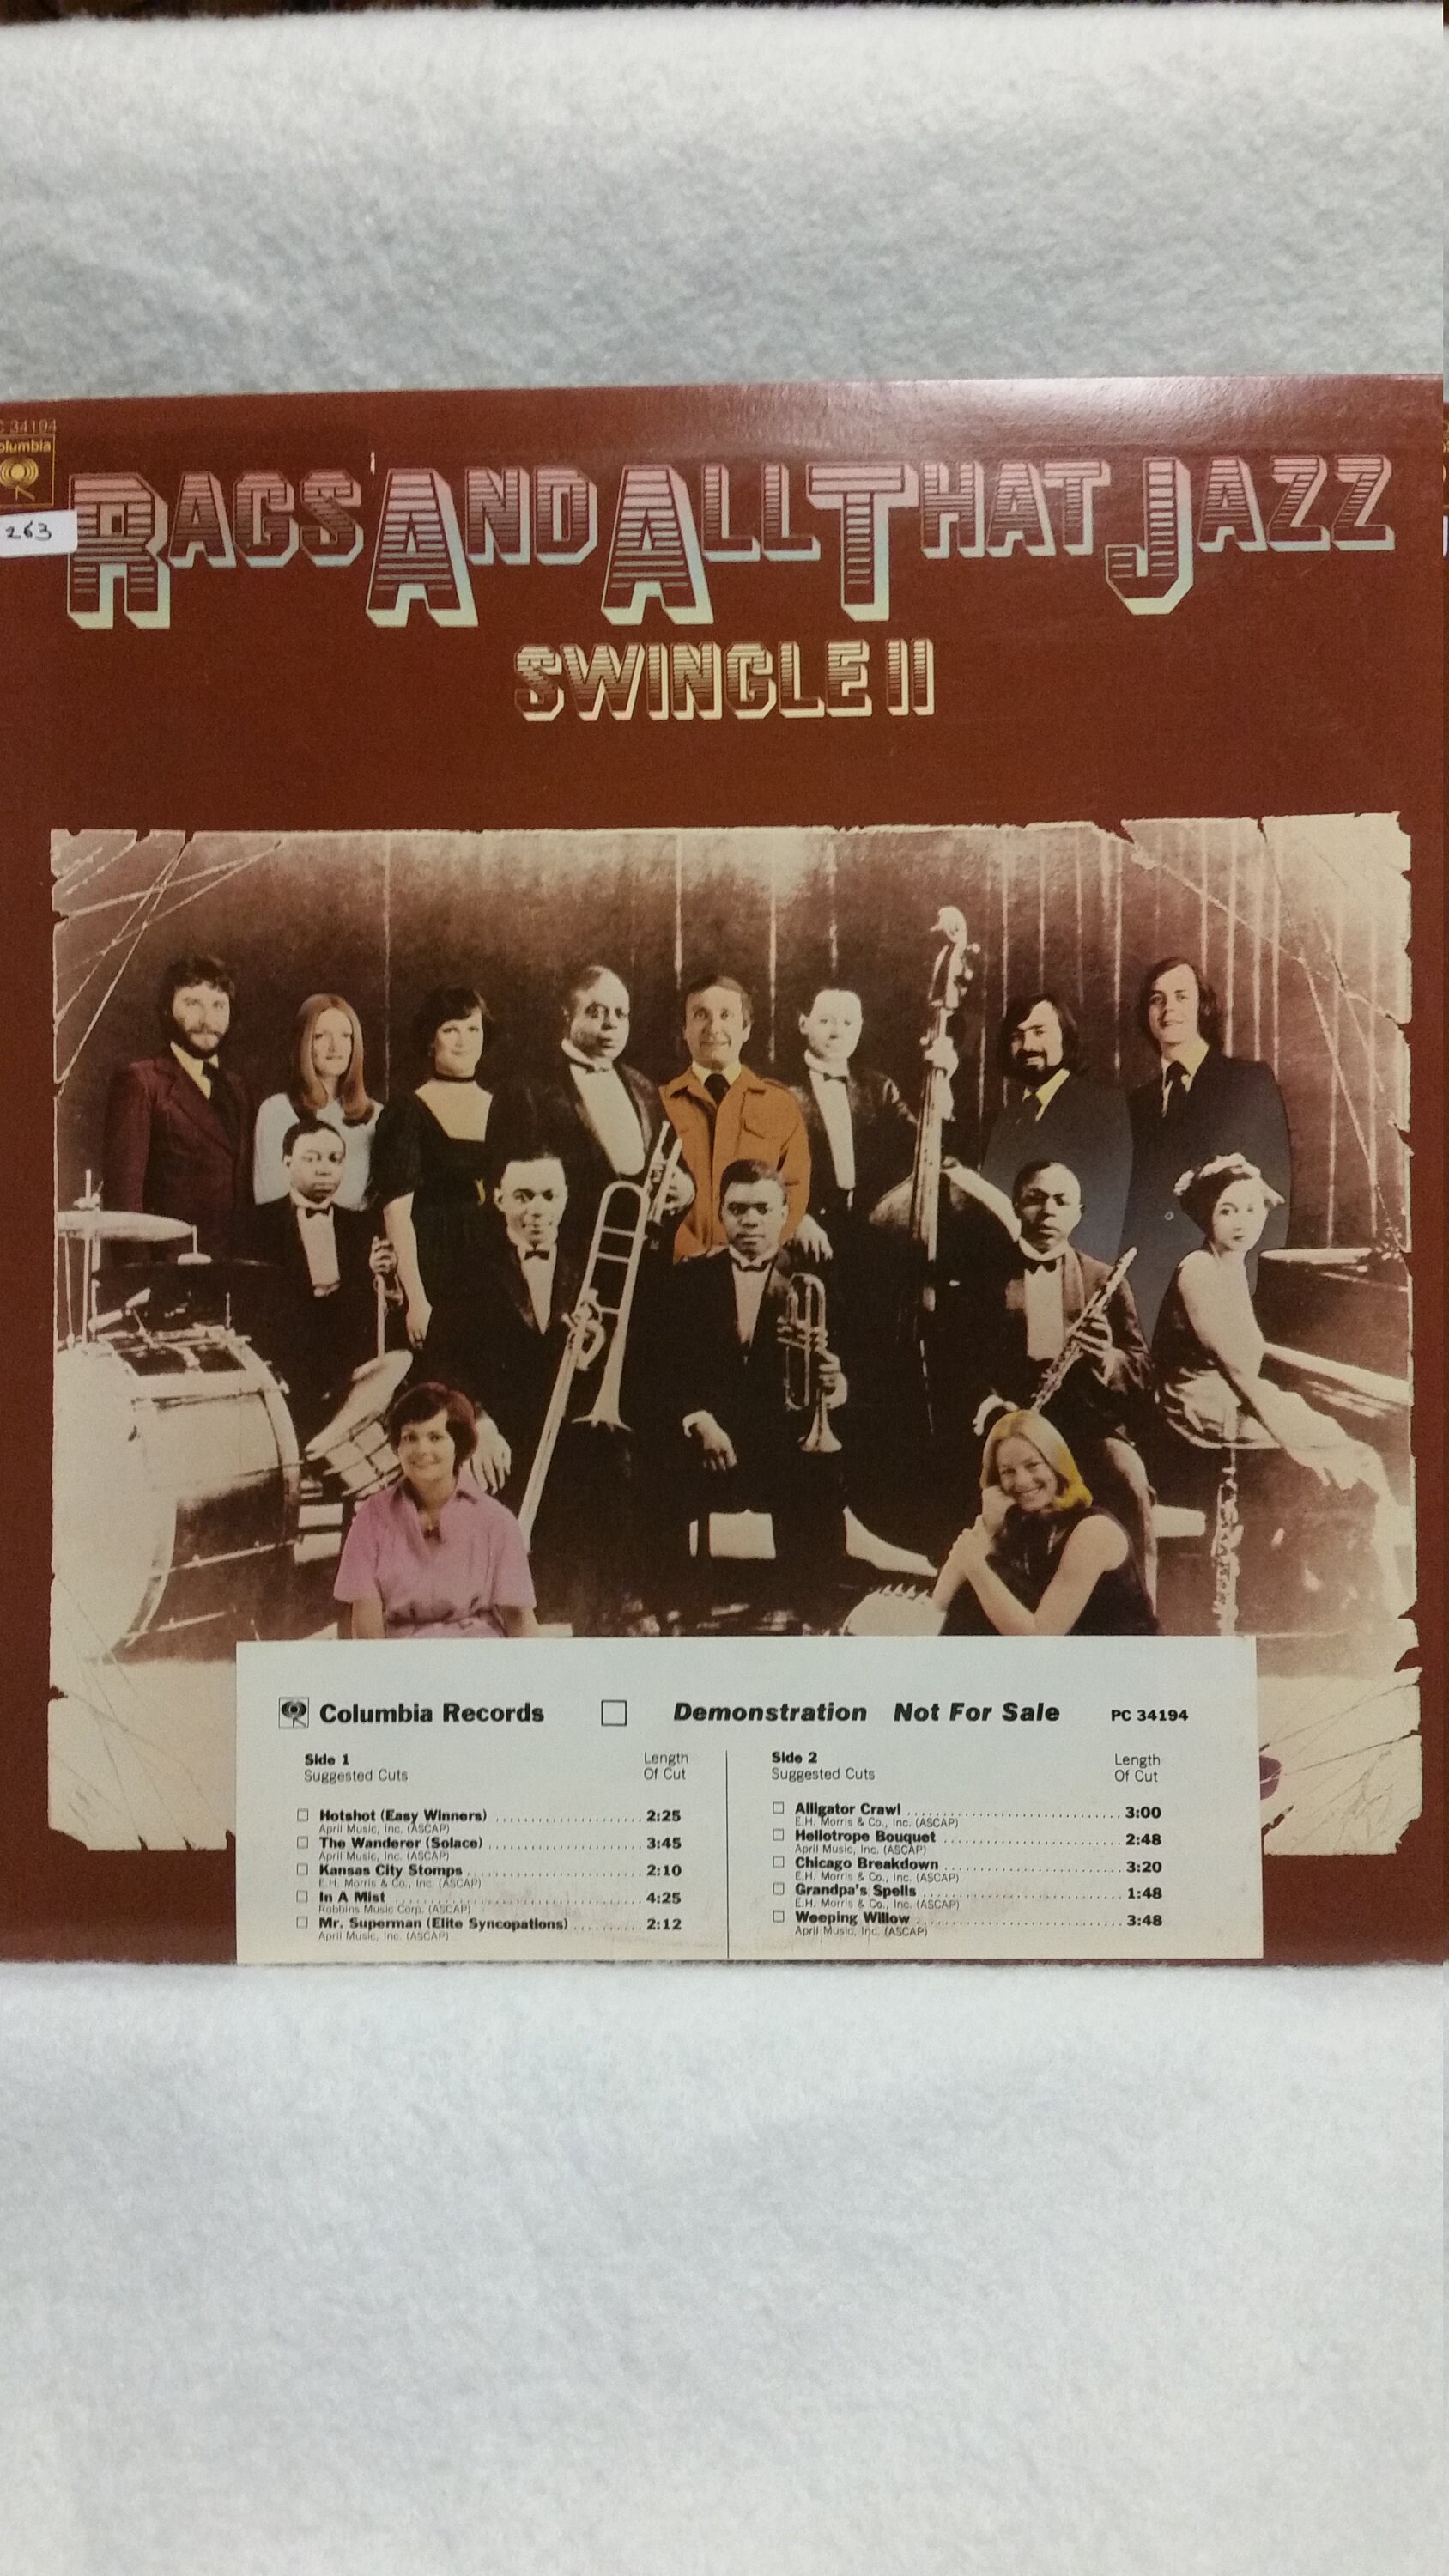 C 34194
Columbia
263
RAGS AND ALL THAT JAZZ
SWINGLE II
Columbia Records Demonstration Not For Sale PC 34194
Side 1 Length
Suggested Cuts Of Cut
Hotshot (Easy Winners) 2:25
April Music, Inc. (ASCAP)
The Wanderer (Solace) 3:45
April Music, Inc. (ASCAP)
Kansas City Stomps 2:10
E.H. Morris & Co., Inc. (ASCAP)
In A Mist 4:25
Robbins Music Corp. (ASCAP)
Mr. Superman (Elite Syncopations) 2:12
April Music, Inc. (ASCAP)
Side 2 Length
Suggested Cuts Of Cut
Alligator Crawl 3:00
E.H. Morris & Co., Inc. (ASCAP)
Heliotrope Bouquet 2:48
April Music, Inc. (ASCAP)
Chicago Breakdown 3:20
E.H. Morris & Co., Inc. (ASCAP)
Grandpa's Spells 1:48
E.H. Morris & Co., Inc. (ASCAP)
Weeping Willow 3:48
April Music, Inc. (ASCAP)